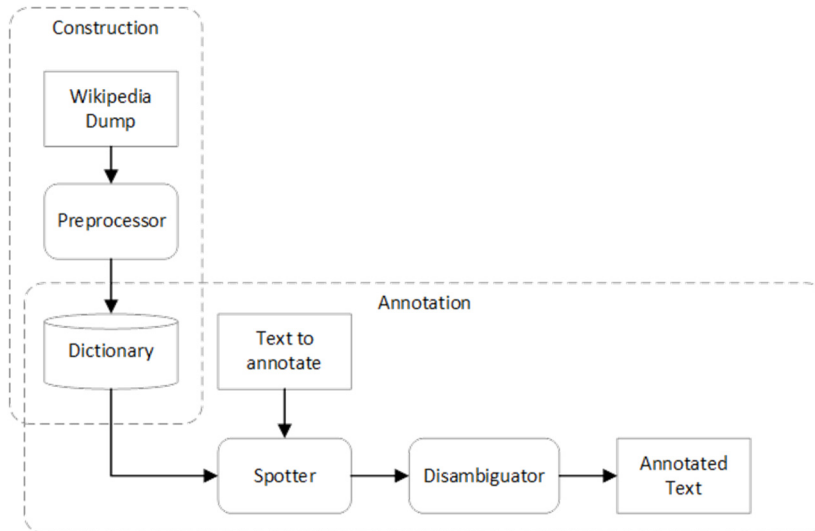 Construction
Wikipedia
Dump
Preprocessor
Annotation
Dictionary
Text to
annotate
Spotter
Disambiguator
Annotated
Text